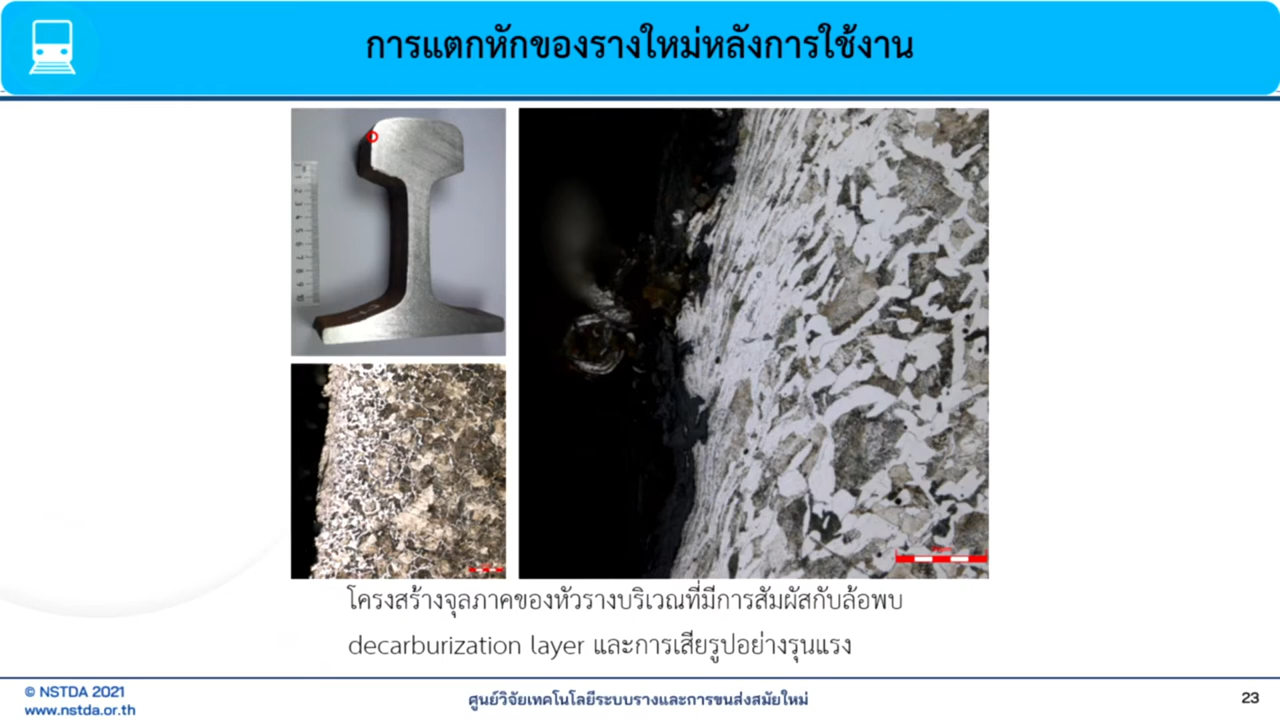 การแตกหักของรางใหม่หลังการใช้งาน
โครงสร้างจุลภาคของหัวรางบริเวณที่มีการสัมผัสกับล้อพบ
decarburization layer และการเสียรูปอย่างรุนแรง
© NSTDA 2021
www.nstda.or.th
ศูนย์วิจัยเทคโนโลยีระบบรางและการขนส่งสมัยใหม่
23